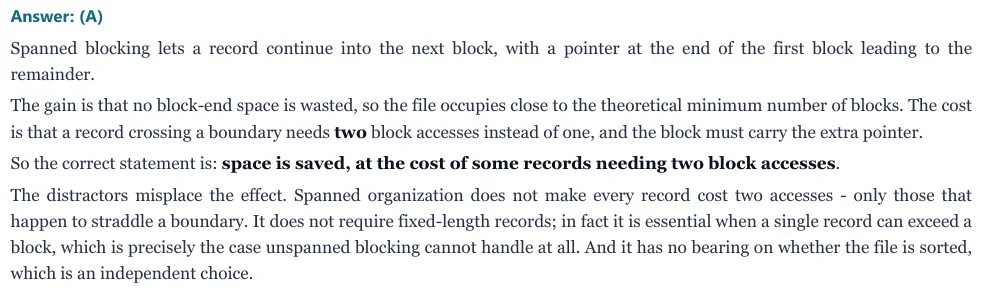 Answer: (A)
Spanned blocking lets a record continue into the next block, with a pointer at the end of the first block leading to the
remainder.
The gain is that no block-end space is wasted, so the file occupies close to the theoretical minimum number of blocks. The cost
is that a record crossing a boundary needs two block accesses instead of one, and the block must carry the extra pointer.
So the correct statement is: space is saved, at the cost of some records needing two block accesses.
The distractors misplace the effect. Spanned organization does not make every record cost two accesses - only those that
happen to straddle a boundary. It does not require fixed-length records; in fact it is essential when a single record can exceed a
block, which is precisely the case unspanned blocking cannot handle at all. And it has no bearing on whether the file is sorted,
which is an independent choice.